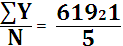 ∑Y/N = 619₂1/5